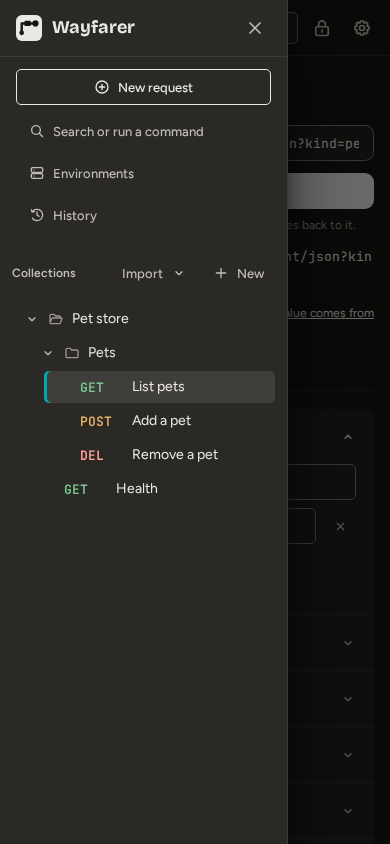 Wayfarer
New request
n?kind=pe
Search or run a command
Environments
es back to it.
History
nt/json?kin
Collections
Import
New
alue comes from
Pet store
Pets
GET List pets
POST Add a pet
DEL Remove a pet
GET Health